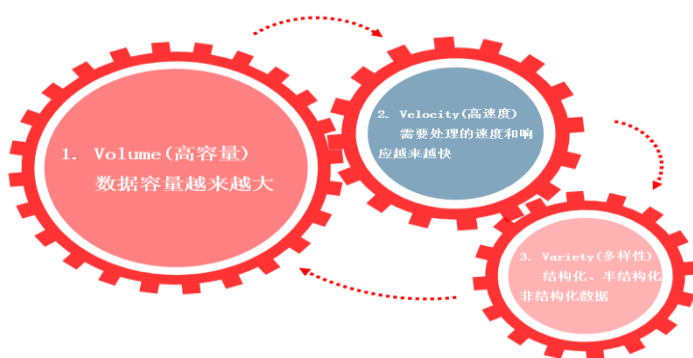 1. Volume(高容量)
数据容量越来越大
2. Velocity(高速度)
需要处理的速度和响
应越来越快
3. Variety(多样性)
结构化、半结构化
非结构化数据